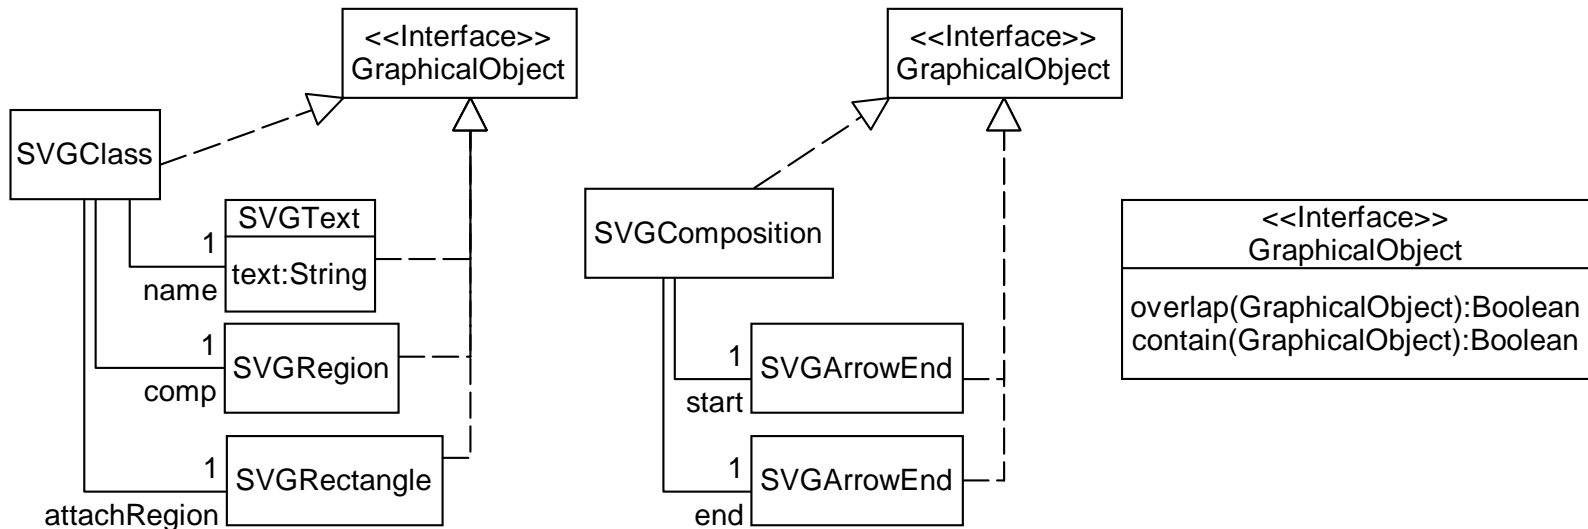 <<Interface>>
GraphicalObject
SVGClass
SVGText
text:String
1
name
SVGRegion
1
comp
SVGRectangle
1
attachRegion
<<Interface>>
GraphicalObject
SVGComposition
SVGArrowEnd
1
start
SVGArrowEnd
1
end
<<Interface>>
GraphicalObject
overlap(GraphicalObject):Boolean
contain(GraphicalObject):Boolean